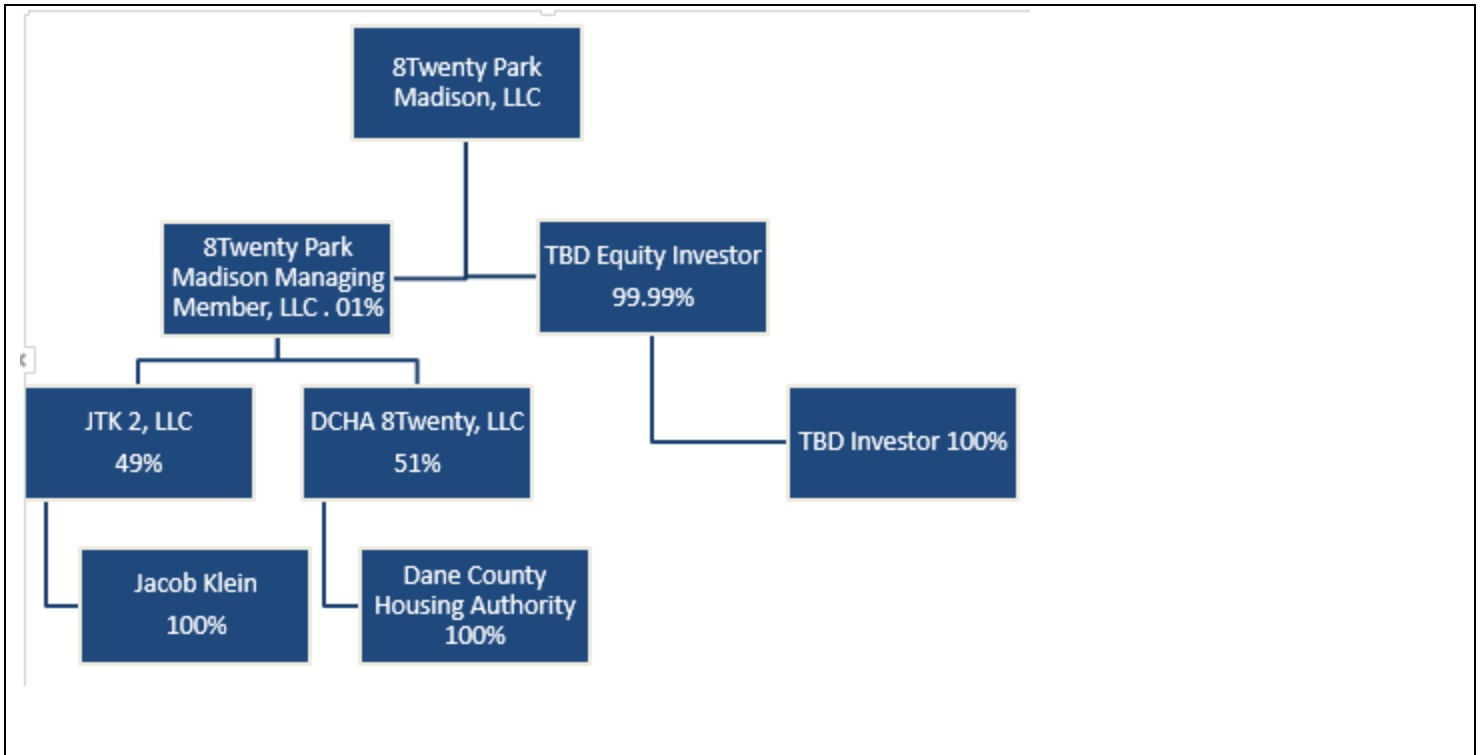 8Twenty Park
Madison, LLC
8Twenty Park
Madison Managing
Member, LLC . 01%
TBD Equity Investor
99.99%
JTK 2, LLC
49%
DCHA 8Twenty, LLC
51%
TBD Investor 100%
Jacob Klein
100%
Dane County
Housing Authority
100%